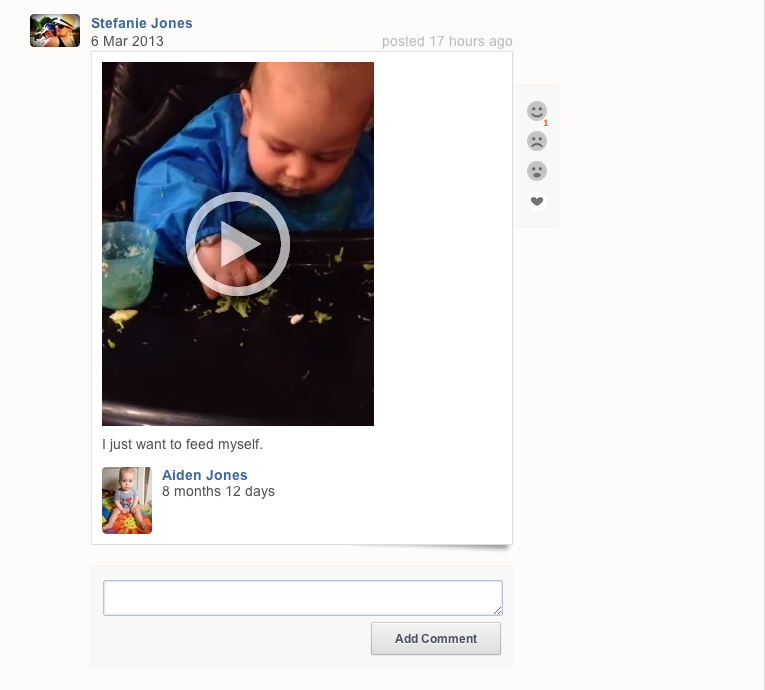 Stefanie Jones
6 Mar 2013
posted 17 hours ago
1
I just want to feed myself.
Aiden Jones
8 months 12 days
Add Comment